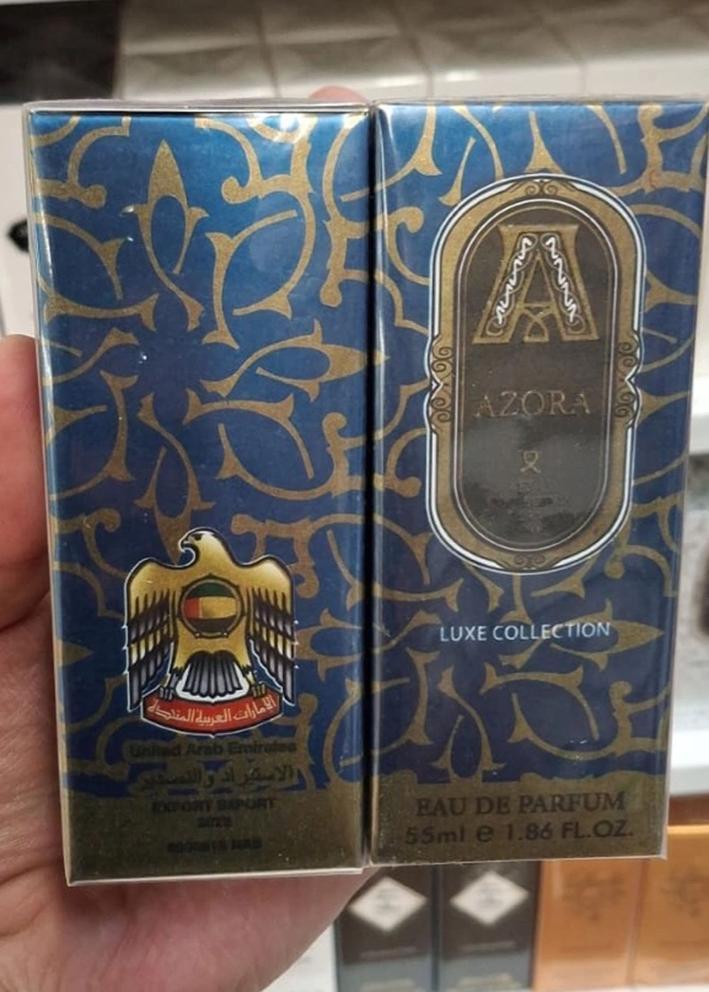 الإمارات العربية المتحدة
United Arab Emirates
الاستيراد والتصدير
EXPORT IMPORT
A
AZORA
LUXE COLLECTION
EAU DE PARFUM
55ml e 1.86 FL.OZ.